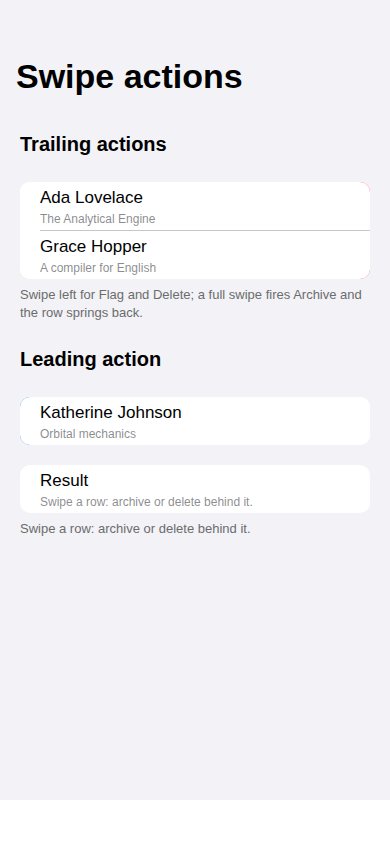 Swipe actions
Trailing actions
Ada Lovelace
The Analytical Engine
Grace Hopper
A compiler for English
Swipe left for Flag and Delete; a full swipe fires Archive and
the row springs back.
Leading action
Katherine Johnson
Orbital mechanics
Result
Swipe a row: archive or delete behind it.
Swipe a row: archive or delete behind it.